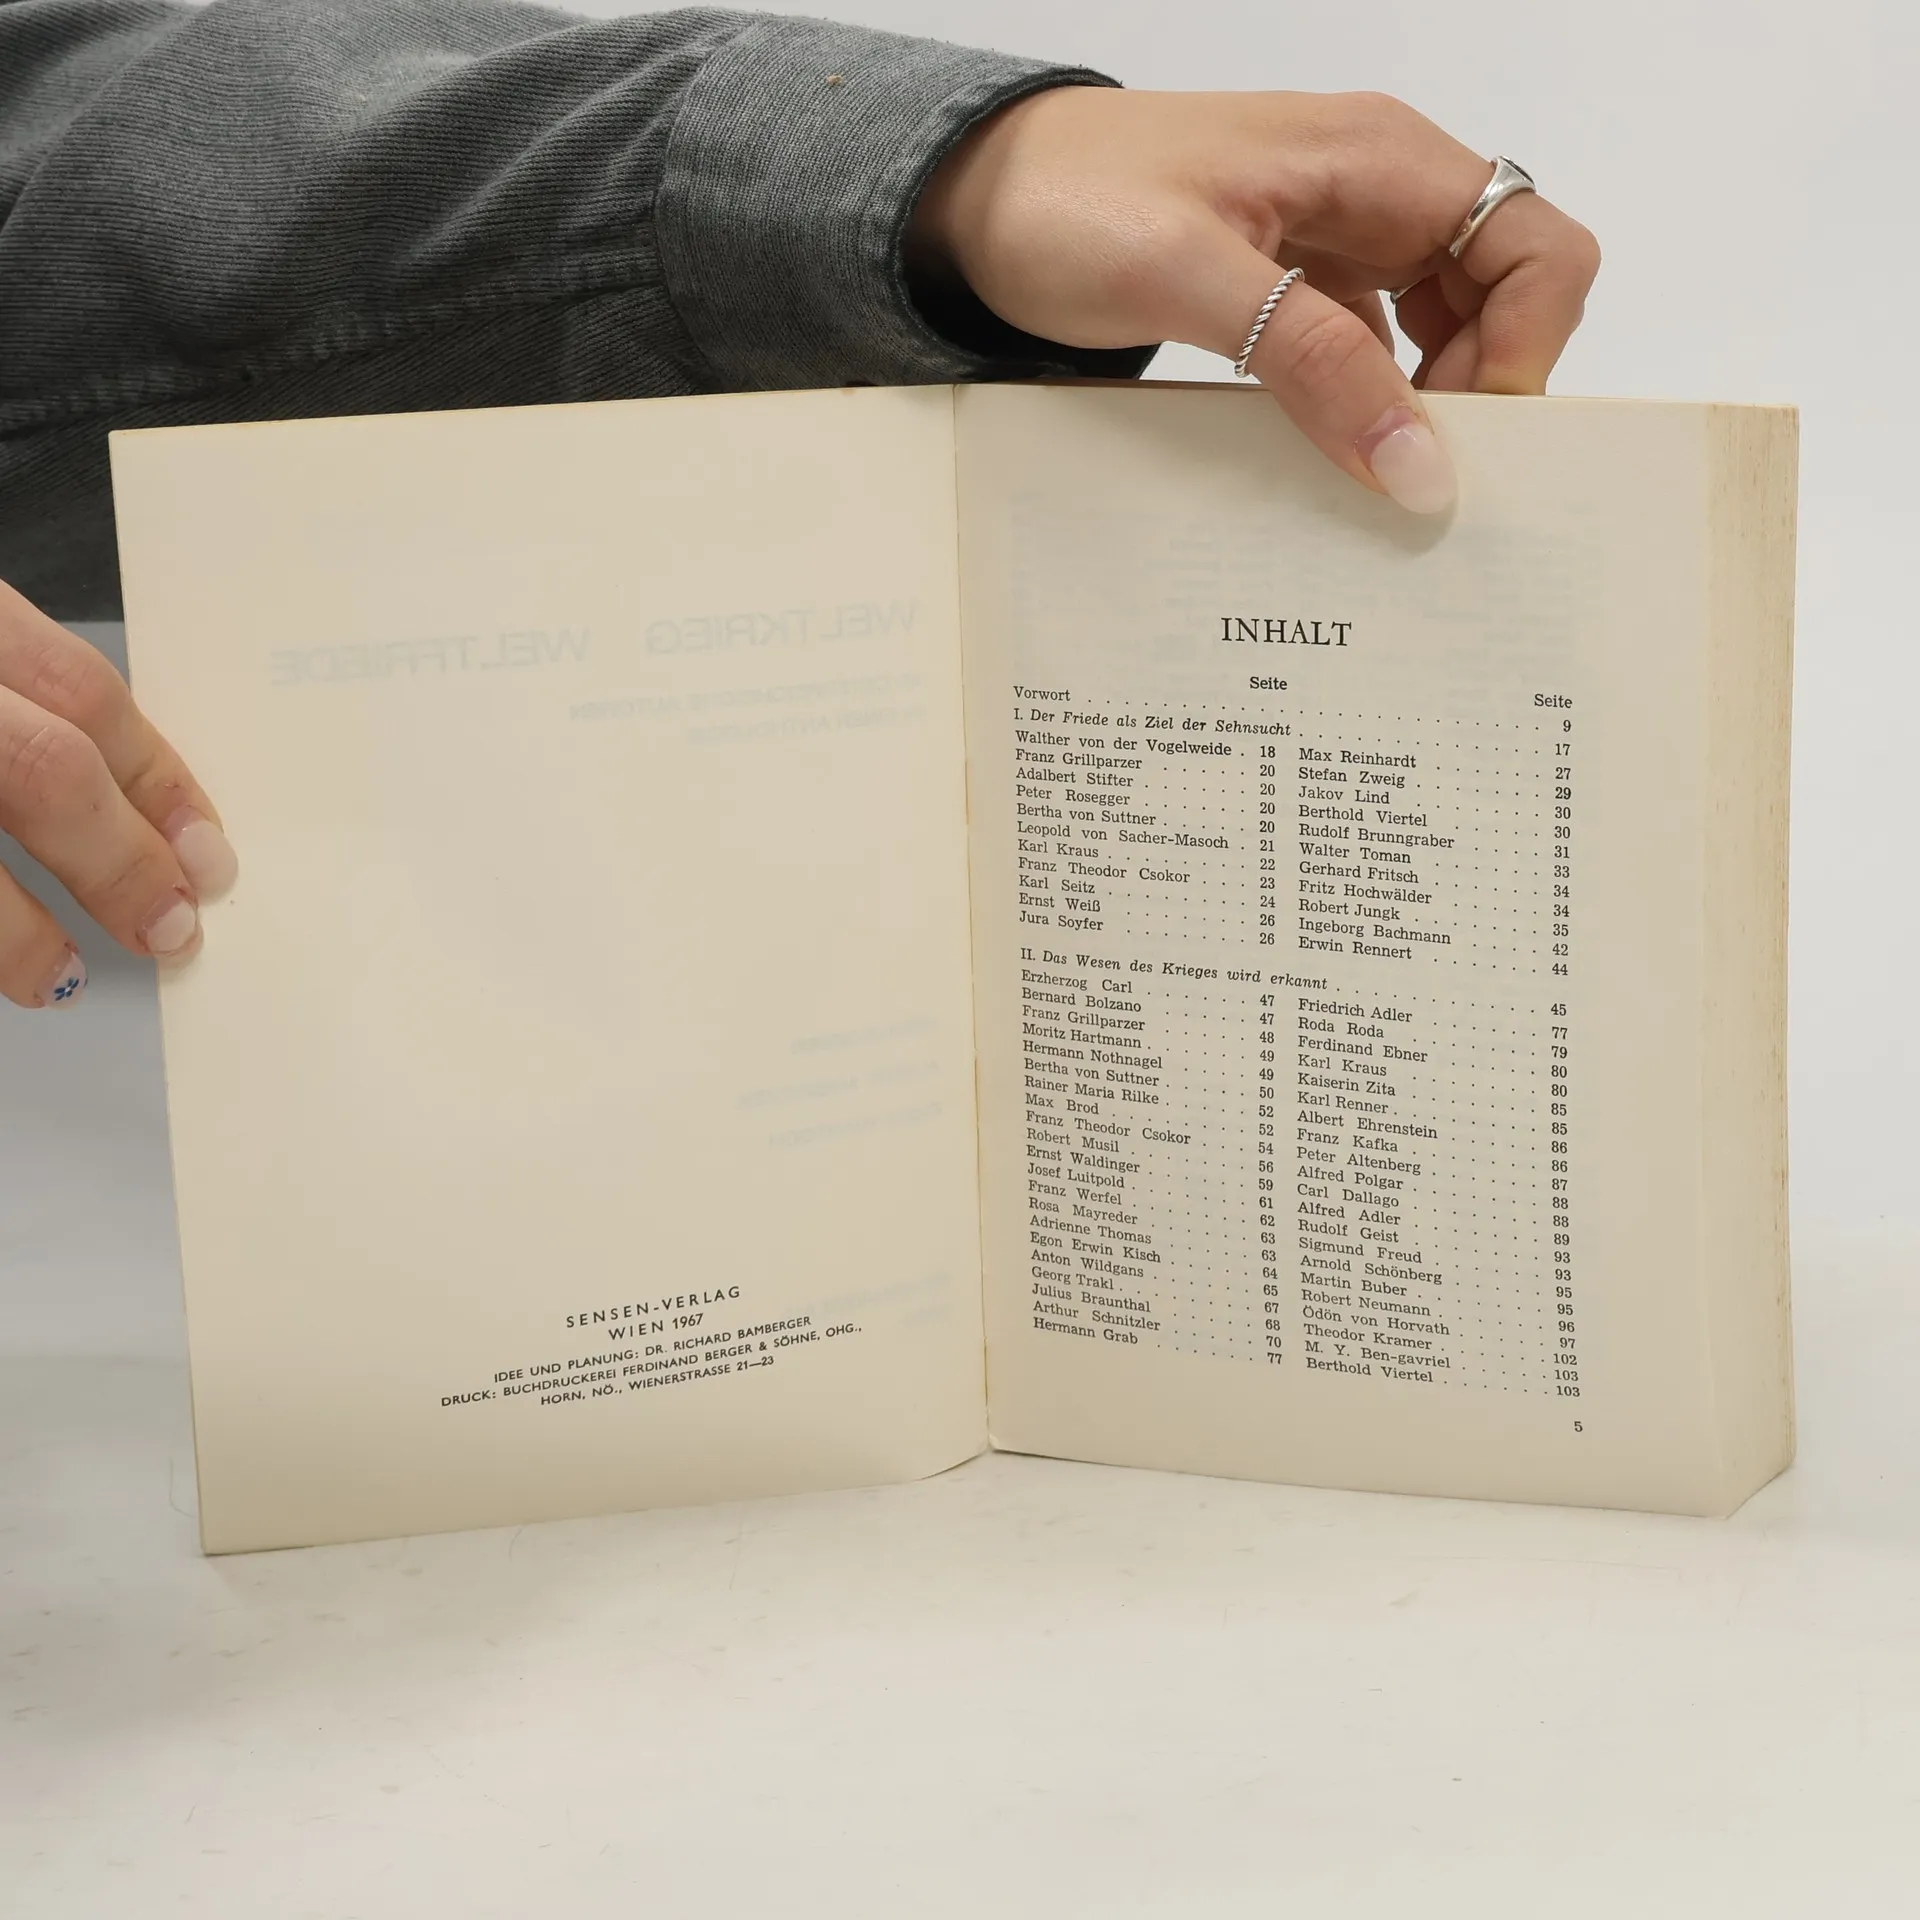 WELTKRIEG WELTFRIEDE
SENSEN-VERLAG
WIEN 1967
IDEE UND PLANUNG: DR. RICHARD BAMBERGER
DRUCK: BUCHDRUCKEREI FERDINAND BERGER & SÖHNE, OHG.,
HORN, NÖ., WIENERSTRASSE 21—23
INHALT
Seite Seite
Vorwort . . . . . . . . . . 9
I. Der Friede als Ziel der Sehnsucht . . . . . . . . . . 17
Walther von der Vogelweide . 18
Franz Grillparzer . . . . . 20
Adalbert Stifter . . . . . . 20
Peter Rosegger . . . . . . 20
Bertha von Suttner . . . . . 20
Leopold von Sacher-Masoch . 21
Karl Kraus . . . . . . . . 22
Franz Theodor Csokor . . . 23
Karl Seitz . . . . . . . . 24
Ernst Weiß . . . . . . . 26
Jura Soyfer . . . . . . . 26
Max Reinhardt . . . . . . 27
Stefan Zweig . . . . . . . 29
Jakov Lind . . . . . . . 30
Berthold Viertel . . . . . 30
Rudolf Brunngraber . . . . 31
Walter Toman . . . . . . 33
Gerhard Fritsch . . . . . . 34
Fritz Hochwälder . . . . . 34
Robert Jungk . . . . . . . 35
Ingeborg Bachmann . . . . 42
Erwin Rennert . . . . . . 44
II. Das Wesen des Krieges wird erkannt . . . . . . . . . . 45
Erzherzog Carl . . . . . . 47
Bernard Bolzano . . . . . 47
Franz Grillparzer . . . . . 48
Moritz Hartmann . . . . . . 49
Hermann Nothnagel . . . . 49
Bertha von Suttner . . . . . 50
Rainer Maria Rilke . . . . . 52
Max Brod . . . . . . . . 52
Franz Theodor Csokor . . . 54
Robert Musil . . . . . . . 56
Ernst Waldinger . . . . . . 59
Josef Luitpold . . . . . . . 61
Franz Werfel . . . . . . . 62
Rosa Mayreder . . . . . . 63
Adrienne Thomas . . . . . 63
Egon Erwin Kisch . . . . . 64
Anton Wildgans . . . . . . 65
Georg Trakl . . . . . . . . 67
Julius Braunthal . . . . . 68
Arthur Schnitzler . . . . . 70
Hermann Grab . . . . . . 77
Friedrich Adler . . . . . . 77
Roda Roda . . . . . . . 79
Ferdinand Ebner . . . . . 80
Karl Kraus . . . . . . . 80
Kaiserin Zita . . . . . . . 85
Karl Renner . . . . . . . . 85
Albert Ehrenstein . . . . . 86
Franz Kafka . . . . . . . 86
Peter Altenberg . . . . . . 87
Alfred Polgar . . . . . . . 88
Carl Dallago . . . . . . . 88
Alfred Adler . . . . . . . 89
Rudolf Geist . . . . . . . 93
Sigmund Freud . . . . . . 93
Arnold Schönberg . . . . . 95
Martin Buber . . . . . . . 95
Robert Neumann . . . . . . 96
Ödön von Horvath . . . . . 97
Theodor Kramer . . . . . . 102
M. Y. Ben-gavriel . . . . . 103
Berthold Viertel . . . . . . 103
5